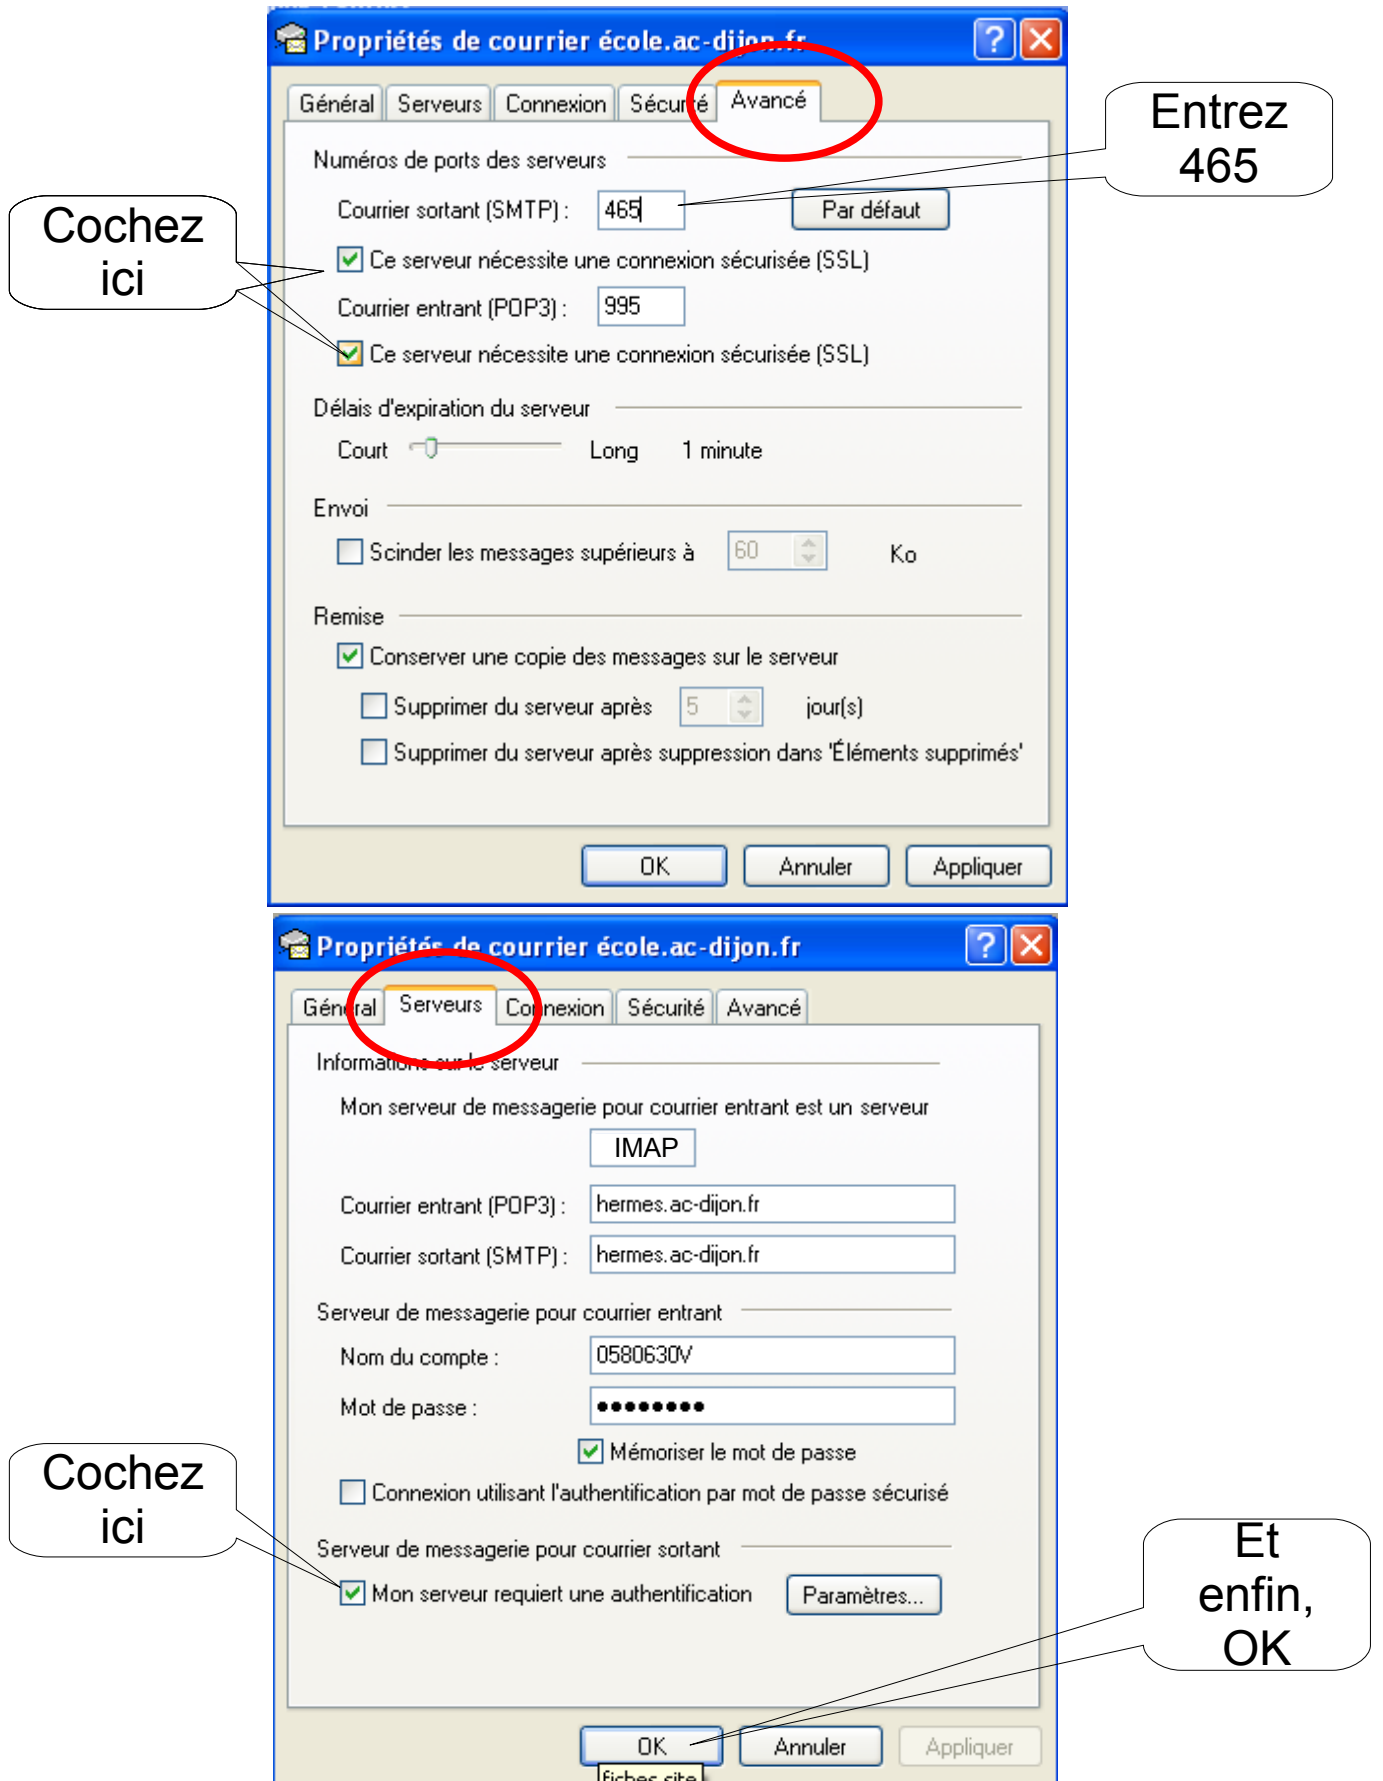 Propriétés de courrier école.ac-dijon.fr
Général Serveurs Connexion Sécurité Avancé
Entrez
465
Numéros de ports des serveurs
Courrier sortant (SMTP) : 465 Par défaut
Cochez
ici
Ce serveur nécessite une connexion sécurisée (SSL)
Courrier entrant (POP3) : 995
Ce serveur nécessite une connexion sécurisée (SSL)
Délais d'expiration du serveur
Court Long 1 minute
Envoi
Scinder les messages supérieurs à 60 Ko
Remise
Conserver une copie des messages sur le serveur
Supprimer du serveur après 5 jour(s)
Supprimer du serveur après suppression dans 'Éléments supprimés'
OK Annuler Appliquer
Propriétés de courrier école.ac-dijon.fr
Général Serveurs Connexion Sécurité Avancé
Informations sur le serveur
Mon serveur de messagerie pour courrier entrant est un serveur
IMAP
Courrier entrant (POP3) : hermes.ac-dijon.fr
Courrier sortant (SMTP) : hermes.ac-dijon.fr
Serveur de messagerie pour courrier entrant
Nom du compte : 0580630V
Mot de passe : ●●●●●●●●
Mémoriser le mot de passe
Cochez
ici
Connexion utilisant l'authentification par mot de passe sécurisé
Serveur de messagerie pour courrier sortant
Mon serveur requiert une authentification Paramètres...
Et
enfin,
OK
OK Annuler Appliquer
fiches site